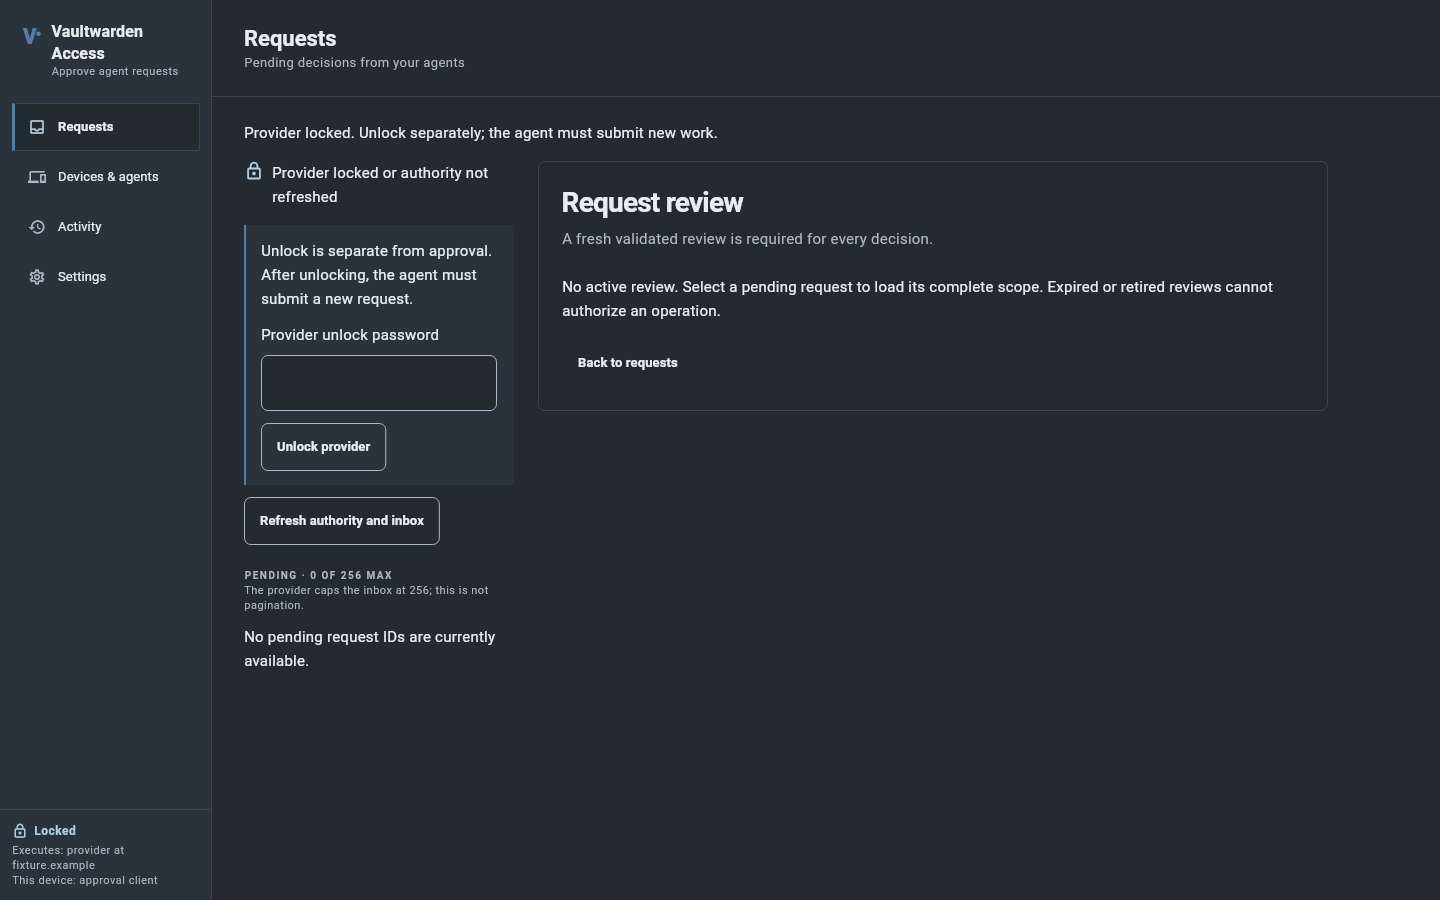 Vaultwarden
Access
Approve agent requests
Requests
Devices & agents
Activity
Settings
Locked
Executes: provider at
fixture.example
This device: approval client
Requests
Pending decisions from your agents
Provider locked. Unlock separately; the agent must submit new work.
Provider locked or authority not
refreshed
Unlock is separate from approval.
After unlocking, the agent must
submit a new request.
Provider unlock password
Unlock provider
Refresh authority and inbox
PENDING · 0 OF 256 MAX
The provider caps the inbox at 256; this is not
pagination.
No pending request IDs are currently
available.
Request review
A fresh validated review is required for every decision.
No active review. Select a pending request to load its complete scope. Expired or retired reviews cannot
authorize an operation.
Back to requests